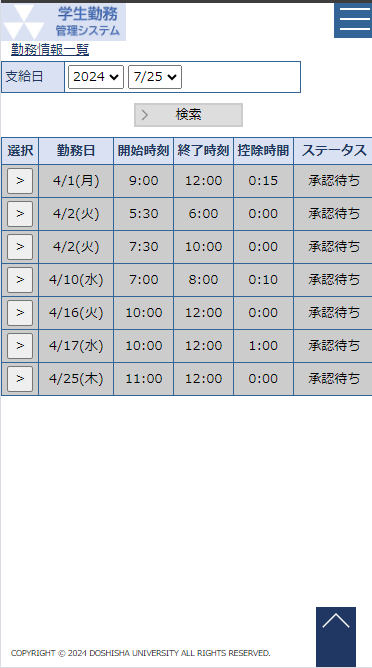 学生勤務
管理システム
勤務情報一覧
支給日 2024 7/25
検索
選択 勤務日 開始時刻 終了時刻 控除時間 ステータス
> 4/1(月) 9:00 12:00 0:15 承認待ち
> 4/2(火) 5:30 6:00 0:00 承認待ち
> 4/2(火) 7:30 10:00 0:00 承認待ち
> 4/10(水) 7:00 8:00 0:10 承認待ち
> 4/16(火) 10:00 12:00 0:00 承認待ち
> 4/17(水) 10:00 12:00 1:00 承認待ち
> 4/25(木) 11:00 12:00 0:00 承認待ち
COPYRIGHT © 2024 DOSHISHA UNIVERSITY ALL RIGHTS RESERVED.